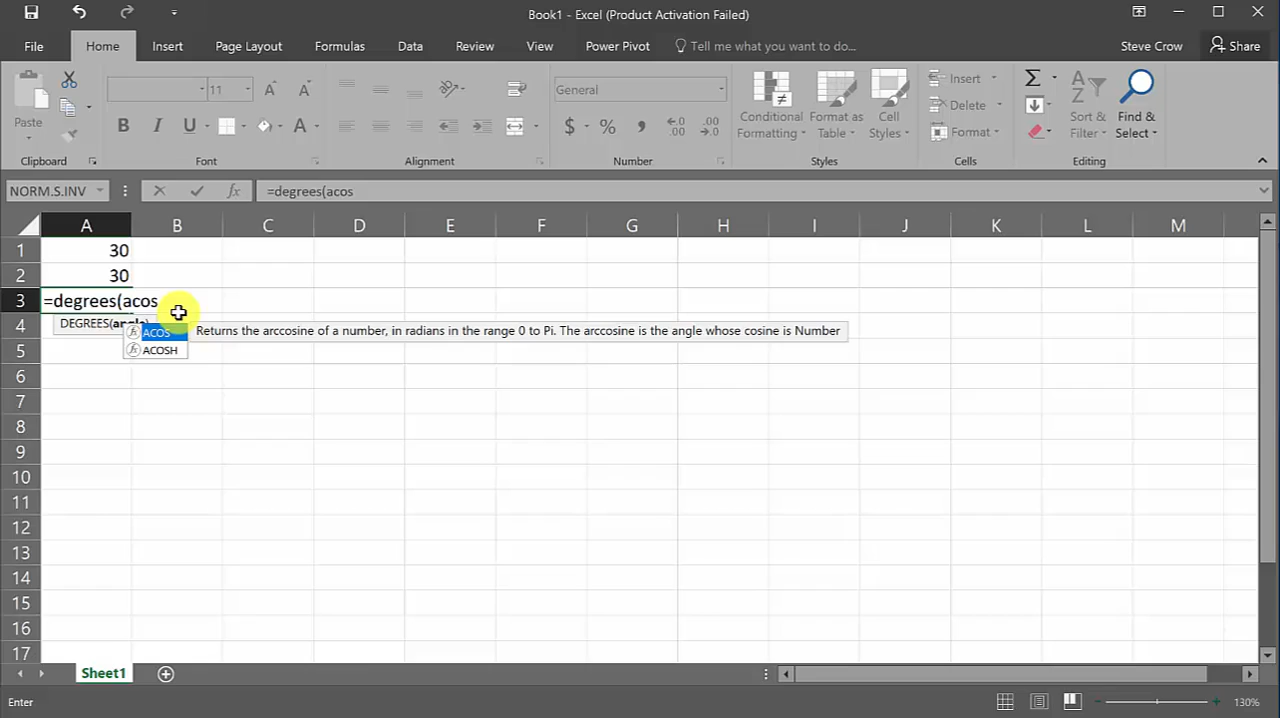 Book1 - Excel (Product Activation Failed)
File Home Insert Page Layout Formulas Data Review View Power Pivot Tell me what you want to do... Steve Crow Share
Paste
Clipboard
11
A A
B I U A
Font
Alignment
General
$ % , .00
Number
Conditional Formatting
Format as Table
Cell Styles
Styles
Insert
Delete
Format
Cells
Σ
Sort & Filter
Find & Select
Editing
NORM.S.INV fx =degrees(acos
A B C D E F G H I J K L M
1 30
2 30
3 =degrees(acos
4 DEGREES(angle)
ACOS Returns the arccosine of a number, in radians in the range 0 to Pi. The arccosine is the angle whose cosine is Number
ACOSH
5
6
7
8
9
10
11
12
13
14
15
16
17
Sheet1
Enter 130%